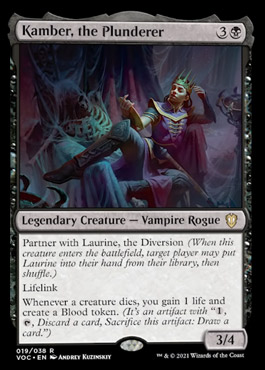 Kamber, the Plunderer 3
Legendary Creature — Vampire Rogue
Partner with Laurine, the Diversion (When this
creature enters the battlefield, target player may put
Laurine into their hand from their library, then
shuffle.)
Lifelink
Whenever a creature dies, you gain 1 life and
create a Blood token. (It's an artifact with "1,
, Discard a card, Sacrifice this artifact: Draw a
card.")
3/4
019/038 R
VOC • EN Andrey Kuzinskiy
™ & © 2021 Wizards of the Coast